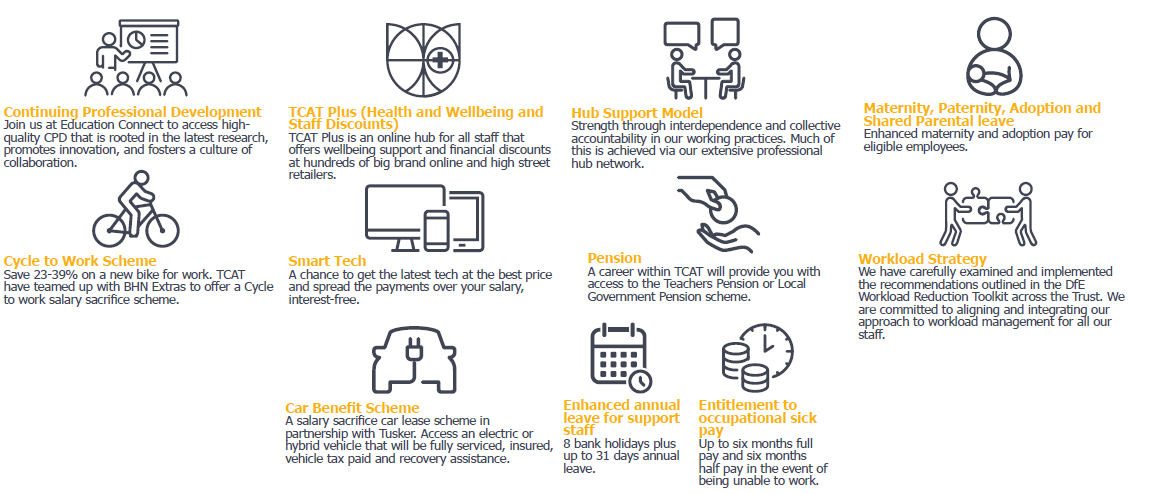 Continuing Professional Development
Join us at Education Connect to access high-
quality CPD that is rooted in the latest research,
promotes innovation, and fosters a culture of
collaboration.
TCAT Plus (Health and Wellbeing and
Staff Discounts)
TCAT Plus is an online hub for all staff that
offers wellbeing support and financial discounts
at hundreds of big brand online and high street
retailers.
Hub Support Model
Strength through interdependence and collective
accountability in our working practices. Much of
this is achieved via our extensive professional
hub network.
Maternity, Paternity, Adoption and
Shared Parental leave
Enhanced maternity and adoption pay for
eligible employees.
Cycle to Work Scheme
Save 23-39% on a new bike for work. TCAT
have teamed up with BHN Extras to offer a Cycle
to work salary sacrifice scheme.
Smart Tech
A chance to get the latest tech at the best price
and spread the payments over your salary,
interest-free.
Pension
A career within TCAT will provide you with
access to the Teachers Pension or Local
Government Pension scheme.
Workload Strategy
We have carefully examined and implemented
the recommendations outlined in the DfE
Workload Reduction Toolkit across the Trust. We
are committed to aligning and integrating our
approach to workload management for all our
staff.
Car Benefit Scheme
A salary sacrifice car lease scheme in
partnership with Tusker. Access an electric or
hybrid vehicle that will be fully serviced, insured,
vehicle tax paid and recovery assistance.
Enhanced annual
leave for support
staff
8 bank holidays plus
up to 31 days annual
leave.
Entitlement to
occupational sick
pay
Up to six months full
pay and six months
half pay in the event of
being unable to work.